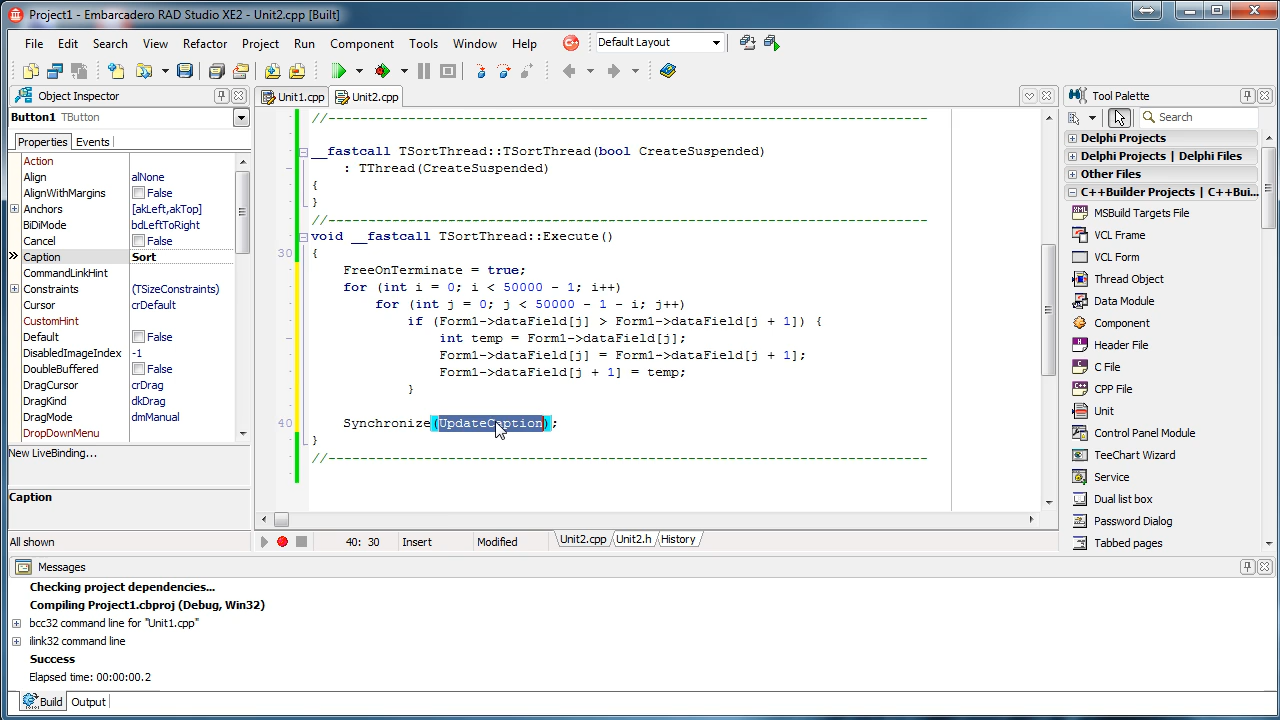 Project1 - Embarcadero RAD Studio XE2 - Unit2.cpp [Built]
File Edit Search View Refactor Project Run Component Tools Window Help Default Layout
Object Inspector
Button1 TButton
Properties Events
Action
Align alNone
AlignWithMargins False
Anchors [akLeft,akTop]
BiDiMode bdLeftToRight
Cancel False
Caption Sort
CommandLinkHint
Constraints (TSizeConstraints)
Cursor crDefault
CustomHint
Default False
DisabledImageIndex -1
DoubleBuffered False
DragCursor crDrag
DragKind dkDrag
DragMode dmManual
DropDownMenu
New LiveBinding...
Caption
All shown
Unit1.cpp Unit2.cpp
//---------------------------------------------------------------------------
__fastcall TSortThread::TSortThread(bool CreateSuspended)
: TThread(CreateSuspended)
{
}
//---------------------------------------------------------------------------
void __fastcall TSortThread::Execute()
30 {
FreeOnTerminate = true;
for (int i = 0; i < 50000 - 1; i++)
for (int j = 0; j < 50000 - 1 - i; j++)
if (Form1->dataField[j] > Form1->dataField[j + 1]) {
int temp = Form1->dataField[j];
Form1->dataField[j] = Form1->dataField[j + 1];
Form1->dataField[j + 1] = temp;
}
40 Synchronize(UpdateCaption);
}
//---------------------------------------------------------------------------
40: 30 Insert Modified Unit2.cpp Unit2.h History
Tool Palette
Search
Delphi Projects
Delphi Projects | Delphi Files
Other Files
C++Builder Projects | C++Bui...
MSBuild Targets File
VCL Frame
VCL Form
Thread Object
Data Module
Component
Header File
C File
CPP File
Unit
Control Panel Module
TeeChart Wizard
Service
Dual list box
Password Dialog
Tabbed pages
Messages
Checking project dependencies...
Compiling Project1.cbproj (Debug, Win32)
bcc32 command line for "Unit1.cpp"
ilink32 command line
Success
Elapsed time: 00:00:00.2
Build Output